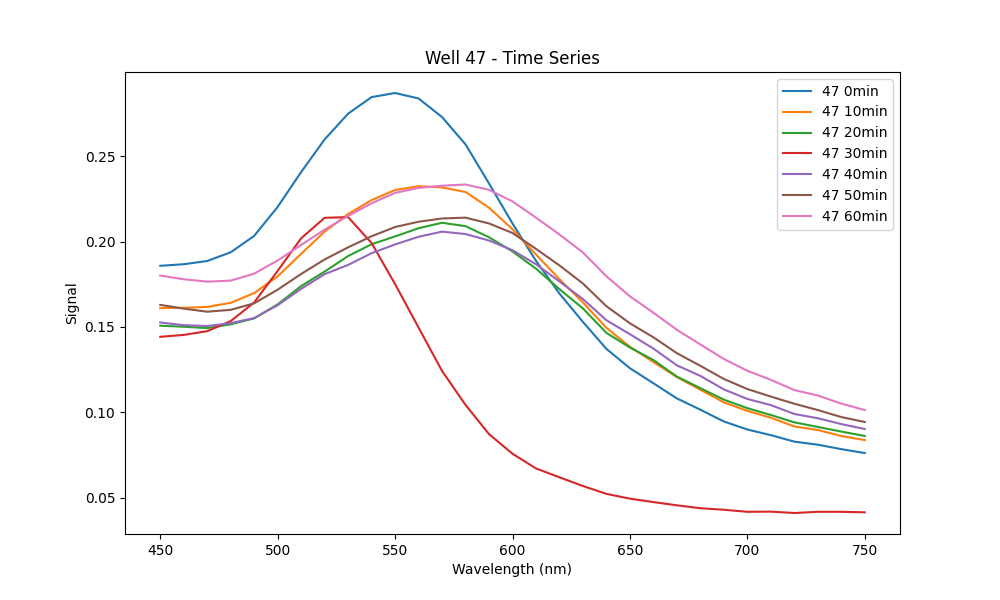 Well 47 - Time Series
47 0min
47 10min
47 20min
47 30min
47 40min
47 50min
47 60min
Signal
0.25
0.20
0.15
0.10
0.05
450 500 550 600 650 700 750
Wavelength (nm)